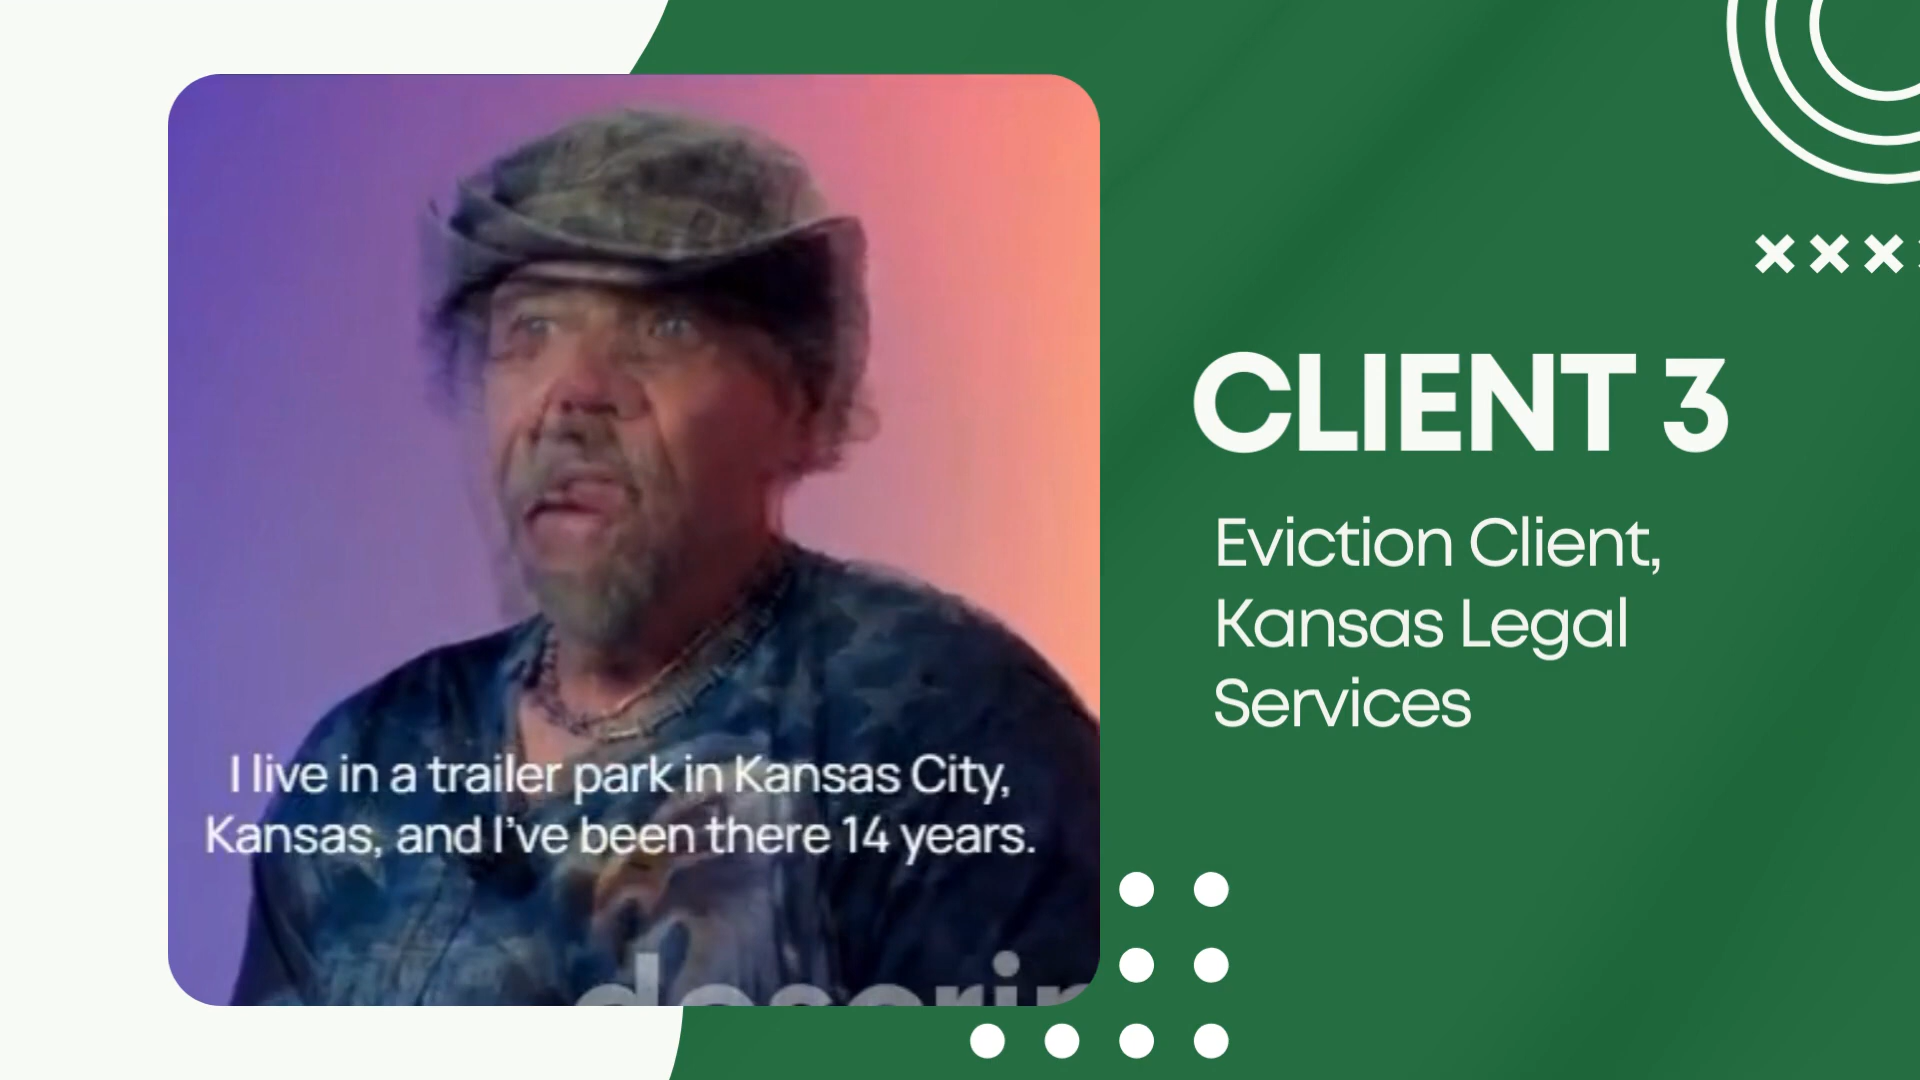 I live in a trailer park in Kansas City,
Kansas, and I've been there 14 years.
CLIENT 3
Eviction Client,
Kansas Legal
Services